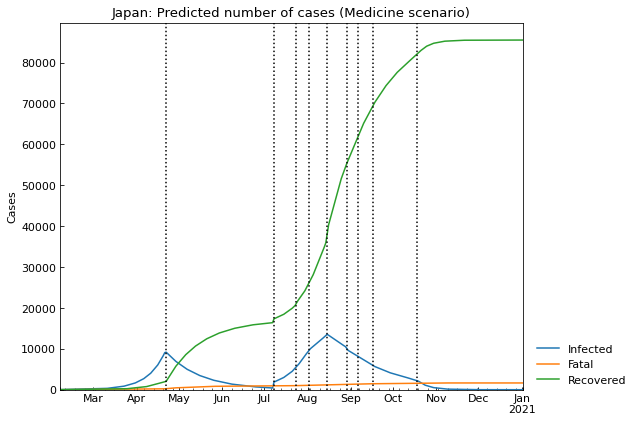 Japan: Predicted number of cases (Medicine scenario)
Cases
80000
70000
60000
50000
40000
30000
20000
10000
0
Mar Apr May Jun Jul Aug Sep Oct Nov Dec Jan
2021
Infected
Fatal
Recovered